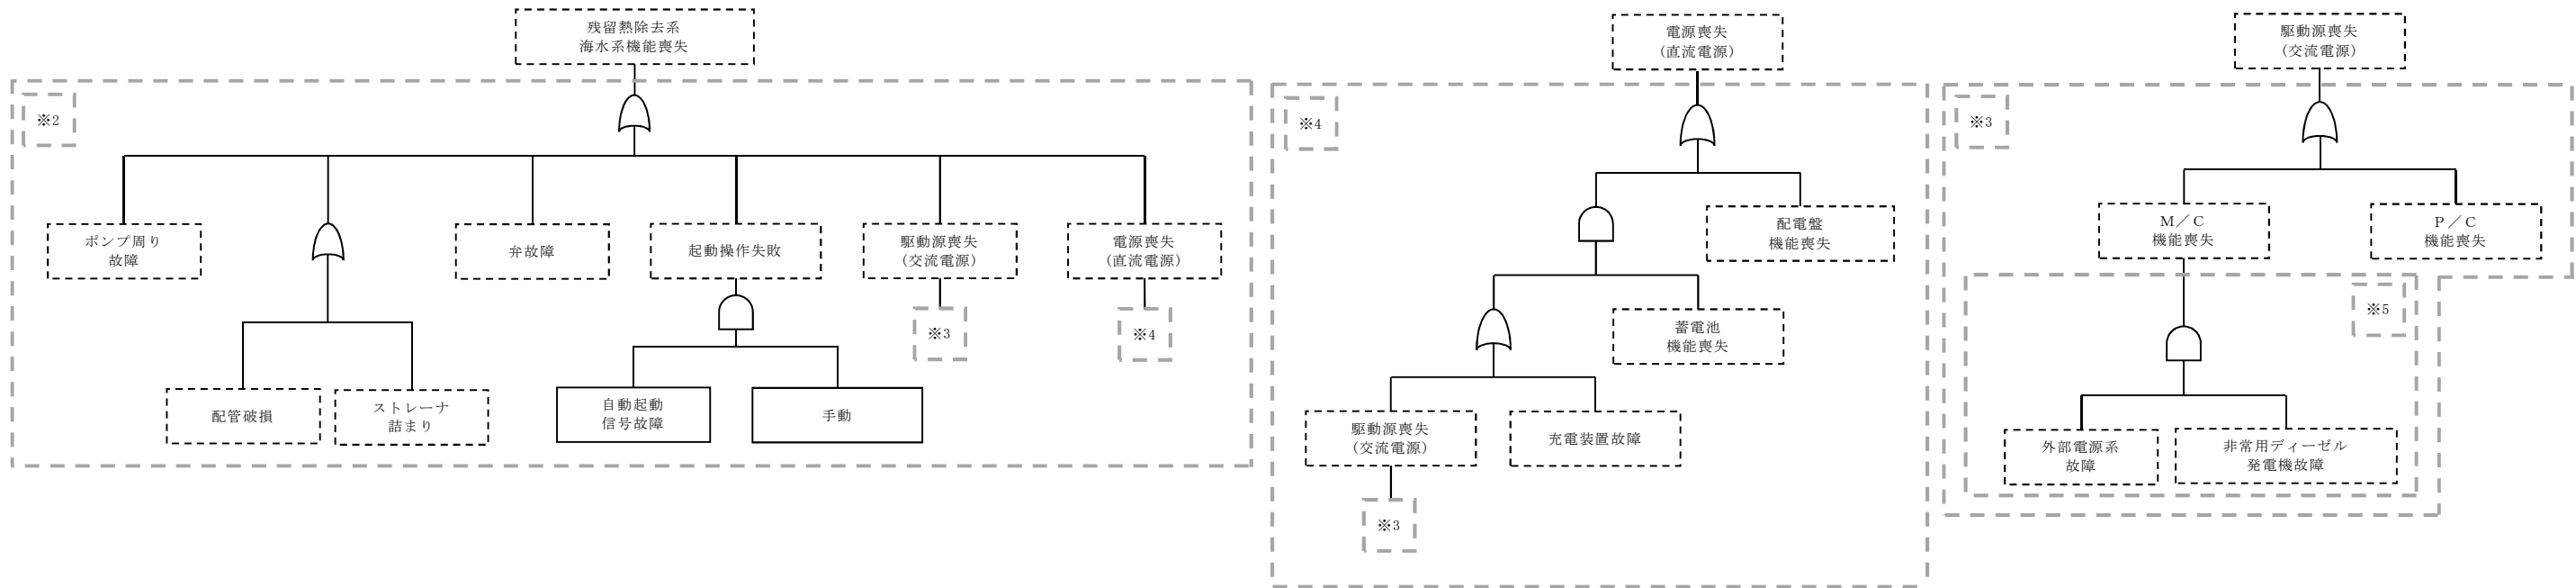 残留熱除去系
海水系機能喪失
※2
ポンプ周り
故障
弁故障
起動操作失敗
駆動源喪失
(交流電源)
電源喪失
(直流電源)
※3
※4
配管破損
ストレーナ
詰まり
自動起動
信号故障
手動
電源喪失
(直流電源)
※4
配電盤
機能喪失
蓄電池
機能喪失
駆動源喪失
(交流電源)
充電装置故障
※3
駆動源喪失
(交流電源)
※3
M/C
機能喪失
P/C
機能喪失
※5
外部電源系
故障
非常用ディーゼル
発電機故障